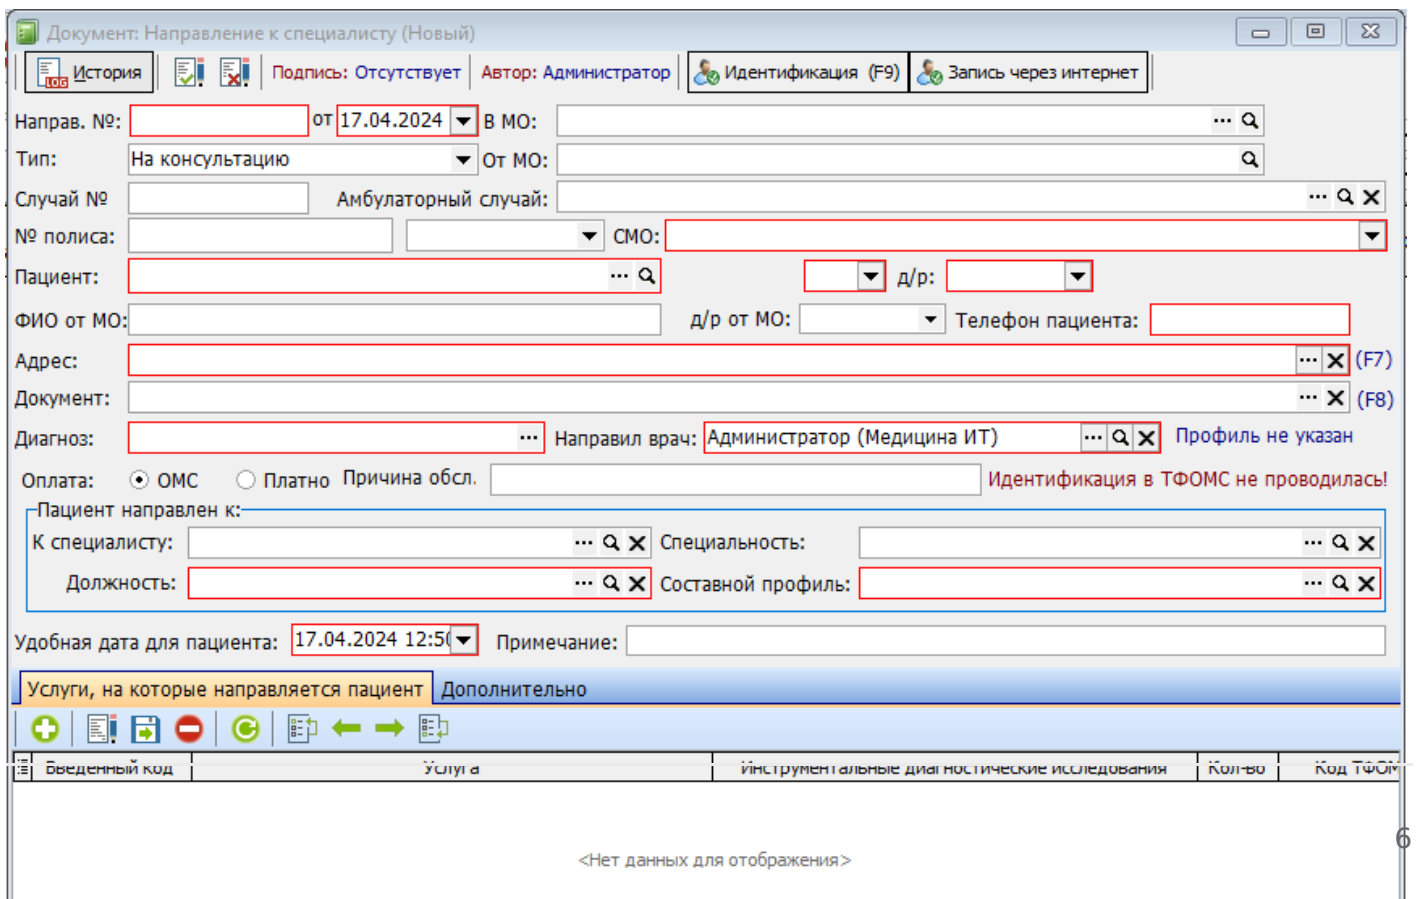 Документ: Направление к специалисту (Новый)
История Подпись: Отсутствует Автор: Администратор Идентификация (F9) Запись через интернет
LOG
Направ. №: от 17.04.2024 В МО:
Тип: На консультацию От МО:
Случай № Амбулаторный случай:
№ полиса: СМО:
Пациент: д/р:
ФИО от МО: д/р от МО: Телефон пациента:
Адрес: (F7)
Документ: (F8)
Диагноз: Направил врач: Администратор (Медицина ИТ) Профиль не указан
Оплата: ОМС Платно Причина обсл. Идентификация в ТФОМС не проводилась!
Пациент направлен к:
К специалисту: Специальность:
Должность: Составной профиль:
Удобная дата для пациента: 17.04.2024 12:50 Примечание:
Услуги, на которые направляется пациент Дополнительно
Введенный код Услуга Инструментальные диагностические исследования Кол-во Код ТФОМ
6
<Нет данных для отображения>